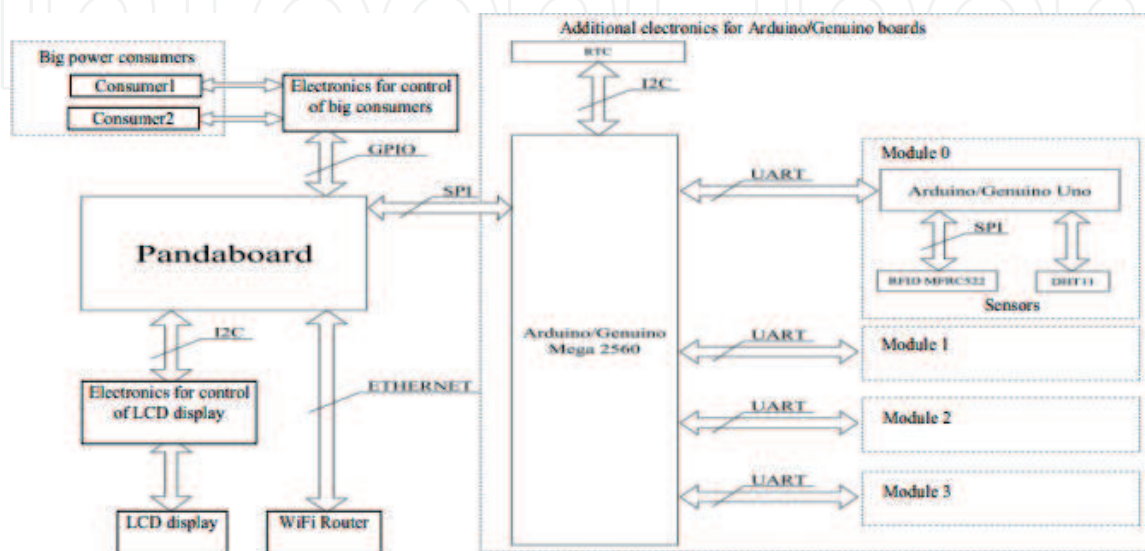 Additional electronics for Arduino/Genuino boards
RTC
I2C
Big power consumers
Consumer1
Consumer2
Electronics for control
of big consumers
GPIO
SPI
Pandaboard
I2C
Electronics for control
of LCD display
LCD display
ETHERNET
WiFi Router
Arduino/Genuino
Mega 2560
UART
Module 0
Arduino/Genuino Uno
SPI
RFID MFRC522
DHT11
Sensors
UART
Module 1
UART
Module 2
UART
Module 3